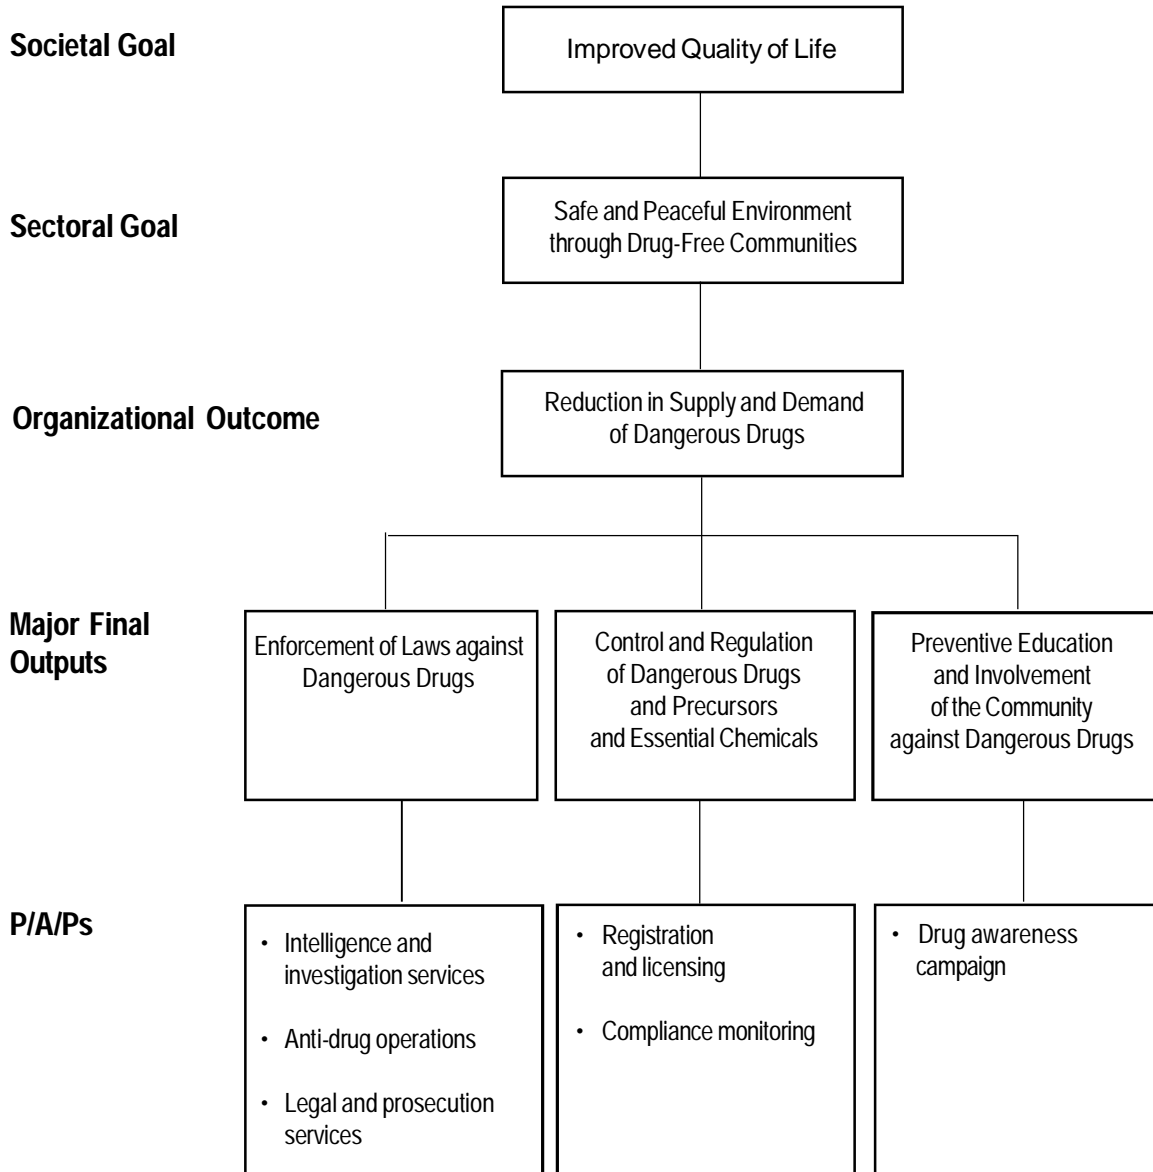 Societal Goal
Improved Quality of Life
Sectoral Goal
Safe and Peaceful Environment
through Drug-Free Communities
Organizational Outcome
Reduction in Supply and Demand
of Dangerous Drugs
Major Final
Outputs
Enforcement of Laws against
Dangerous Drugs
Control and Regulation
of Dangerous Drugs
and Precursors
and Essential Chemicals
Preventive Education
and Involvement
of the Community
against Dangerous Drugs
P/A/Ps
• Intelligence and
investigation services
• Anti-drug operations
• Legal and prosecution
services
• Registration
and licensing
• Compliance monitoring
• Drug awareness
campaign